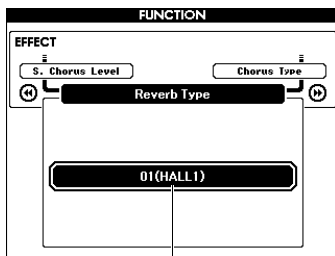 FUNCTION
EFFECT
S. Chorus Level
Chorus Type
Reverb Type
01(HALL1)